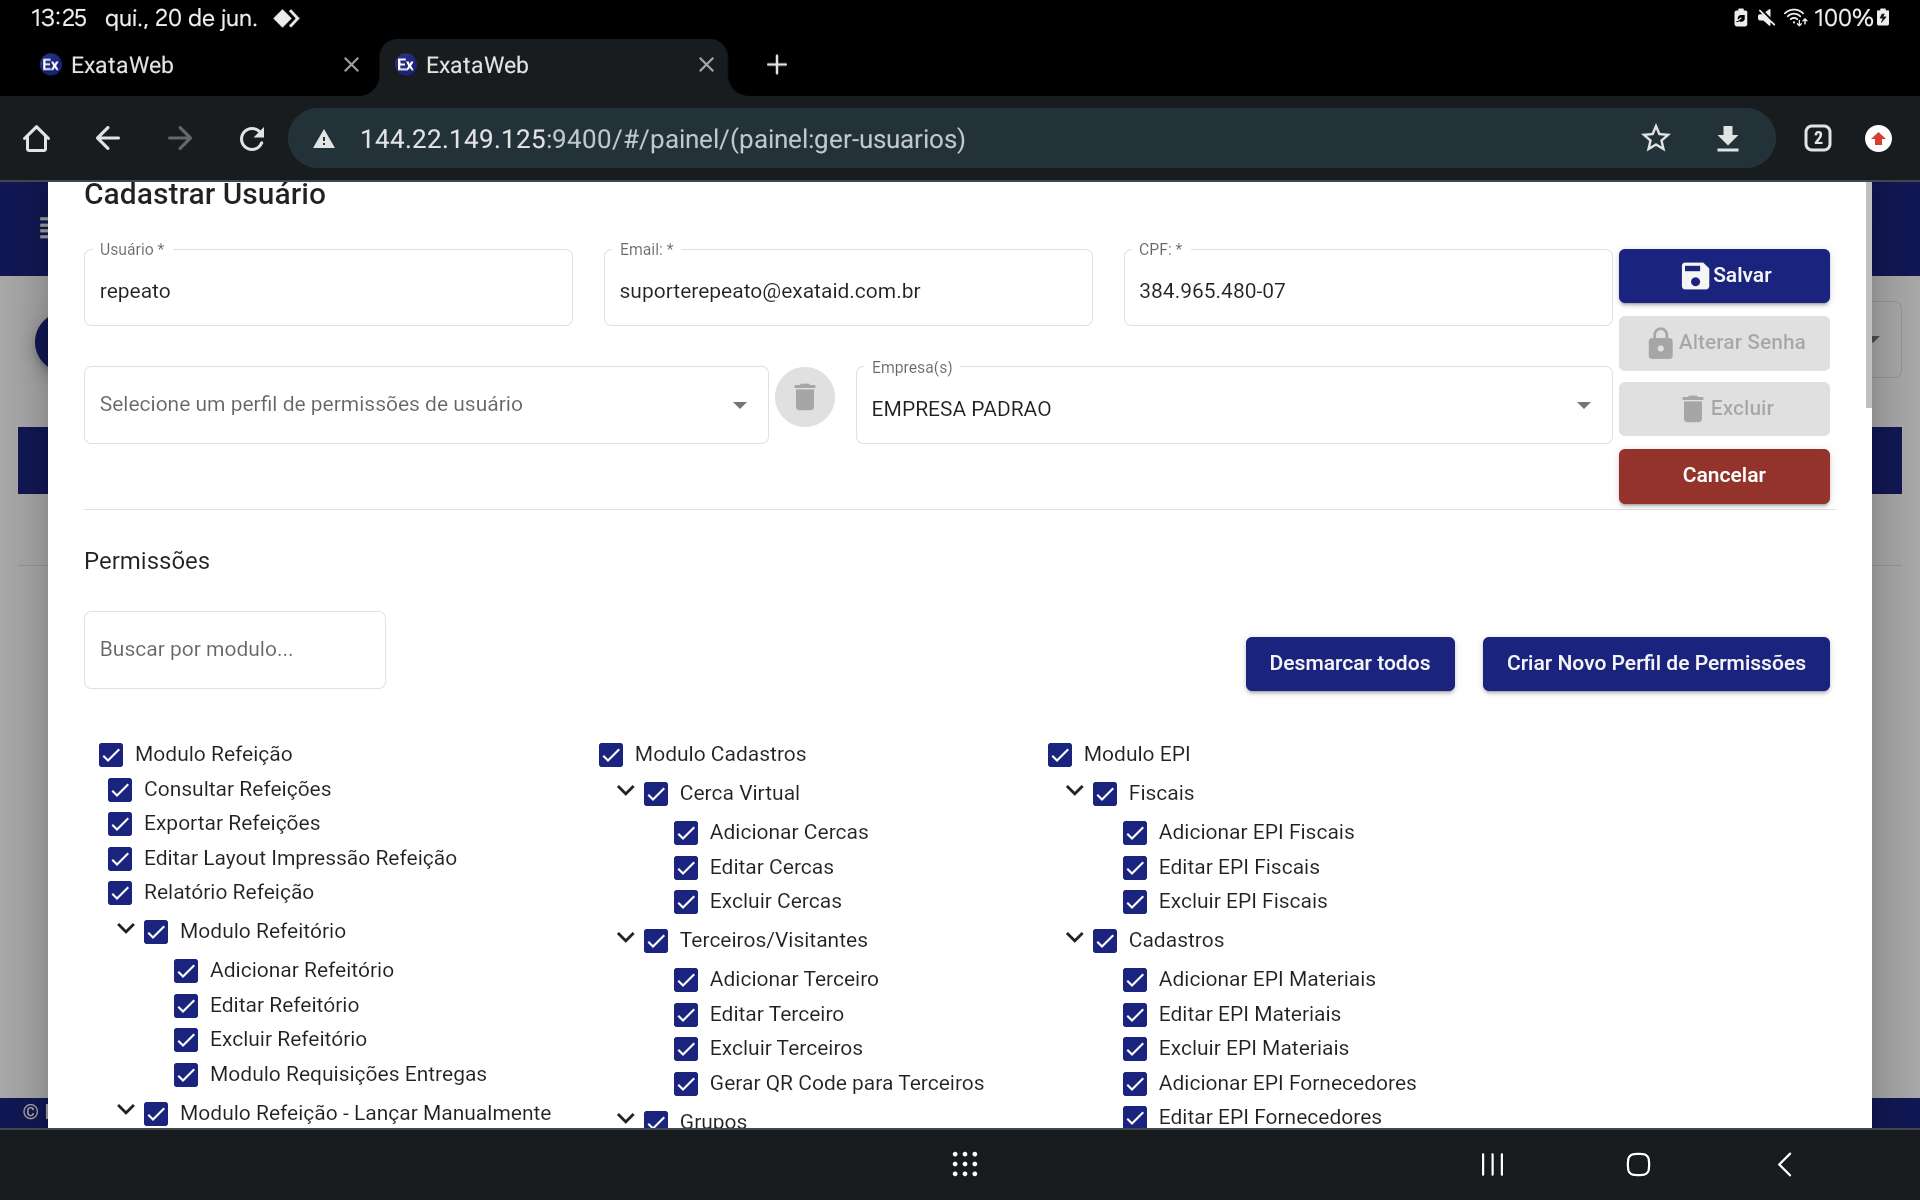 13:25 qui., 20 de jun.
100%
Ex ExataWeb
Ex ExataWeb
144.22.149.125:9400/#/painel/(painel:ger-usuarios)
2
Cadastrar Usuário
Usuário *
repeato
Email: *
suporterepeato@exataid.com.br
CPF: *
384.965.480-07
Salvar
Alterar Senha
Selecione um perfil de permissões de usuário
Empresa(s)
EMPRESA PADRAO
Excluir
Cancelar
Permissões
Buscar por modulo...
Desmarcar todos
Criar Novo Perfil de Permissões
Modulo Refeição
Consultar Refeições
Exportar Refeições
Editar Layout Impressão Refeição
Relatório Refeição
Modulo Refeitório
Adicionar Refeitório
Editar Refeitório
Excluir Refeitório
Modulo Requisições Entregas
Modulo Refeição - Lançar Manualmente
Modulo Cadastros
Cerca Virtual
Adicionar Cercas
Editar Cercas
Excluir Cercas
Terceiros/Visitantes
Adicionar Terceiro
Editar Terceiro
Excluir Terceiros
Gerar QR Code para Terceiros
Grupos
Modulo EPI
Fiscais
Adicionar EPI Fiscais
Editar EPI Fiscais
Excluir EPI Fiscais
Cadastros
Adicionar EPI Materiais
Editar EPI Materiais
Excluir EPI Materiais
Adicionar EPI Fornecedores
Editar EPI Fornecedores
©